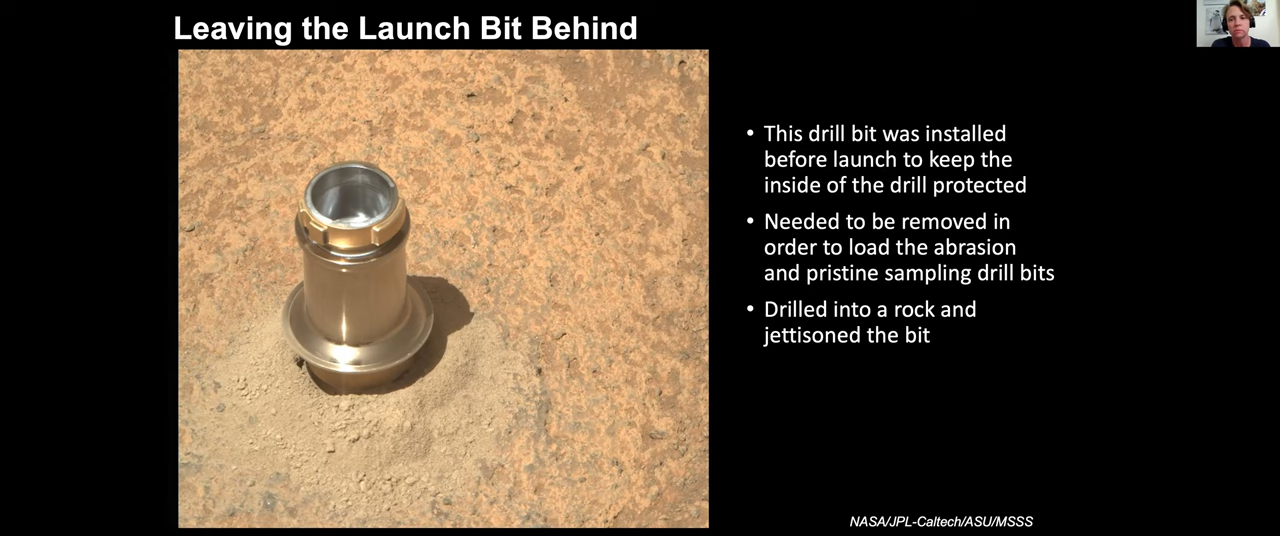 Leaving the Launch Bit Behind
• This drill bit was installed
before launch to keep the
inside of the drill protected
• Needed to be removed in
order to load the abrasion
and pristine sampling drill bits
• Drilled into a rock and
jettisoned the bit
NASA/JPL-Caltech/ASU/MSSS